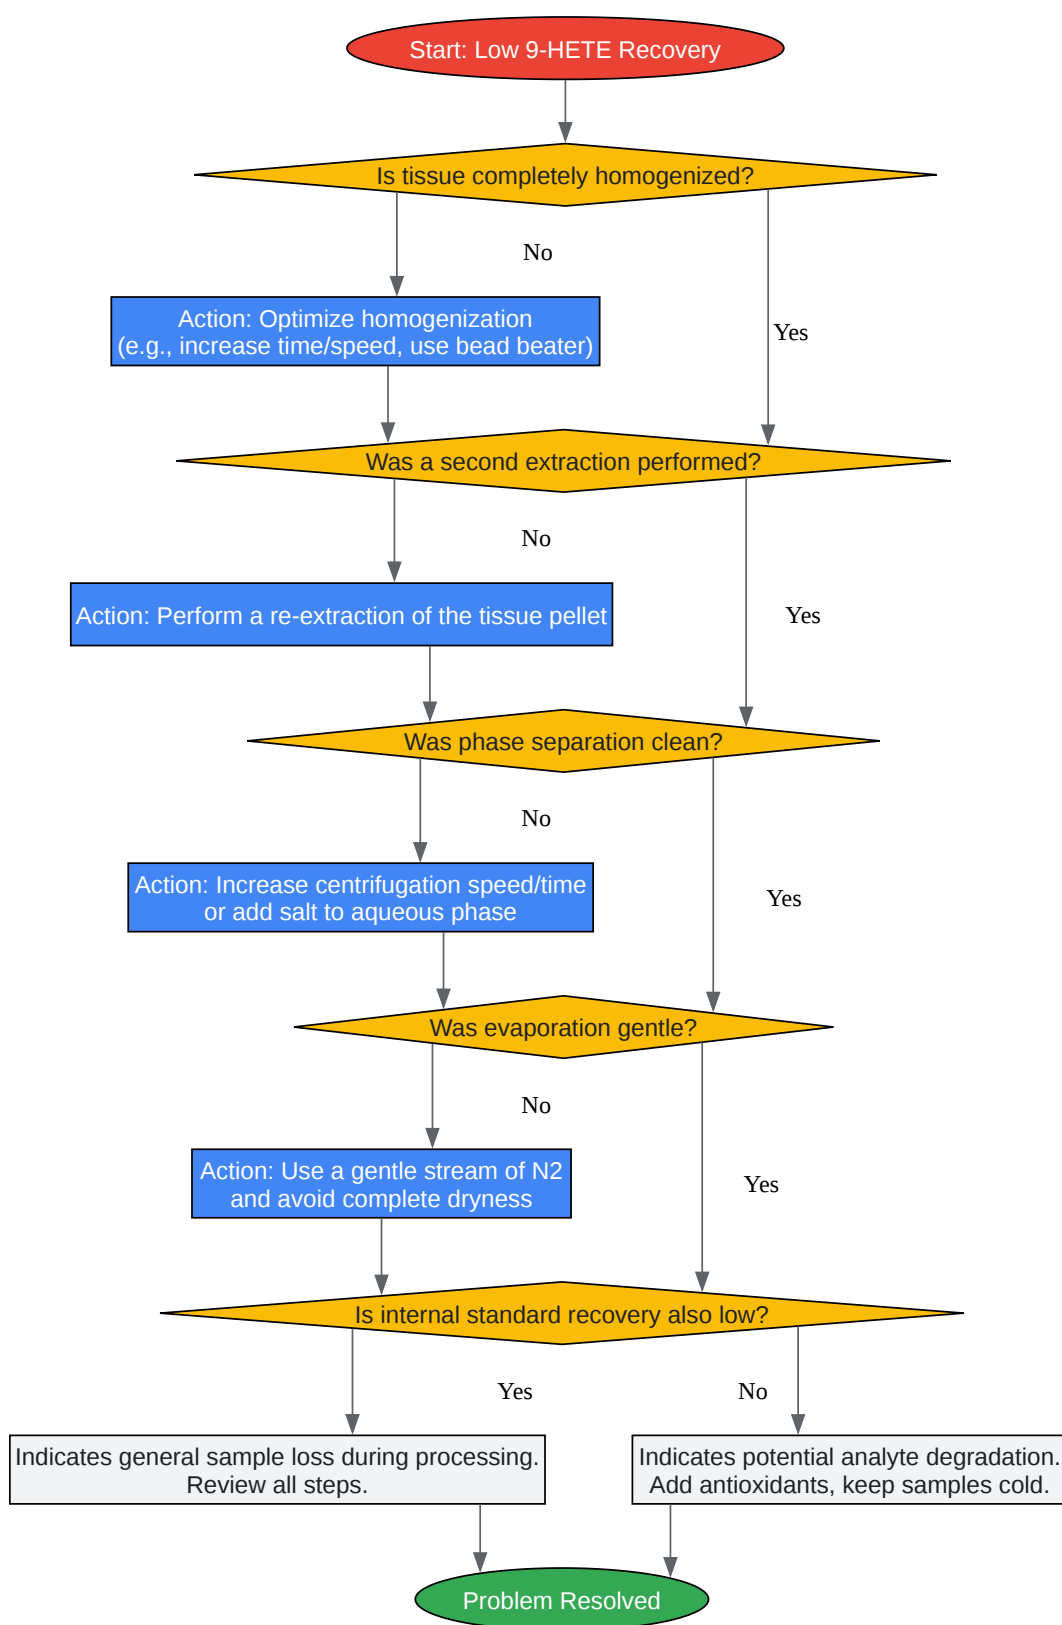 Start: Low 9-HETE Recovery
Is tissue completely homogenized?
No
Action: Optimize homogenization
(e.g., increase time/speed, use bead beater)
Yes
Was a second extraction performed?
No
Action: Perform a re-extraction of the tissue pellet
Yes
Was phase separation clean?
No
Action: Increase centrifugation speed/time
or add salt to aqueous phase
Yes
Was evaporation gentle?
No
Action: Use a gentle stream of N2
and avoid complete dryness
Yes
Is internal standard recovery also low?
Yes
No
Indicates general sample loss during processing.
Review all steps.
Indicates potential analyte degradation.
Add antioxidants, keep samples cold.
Problem Resolved